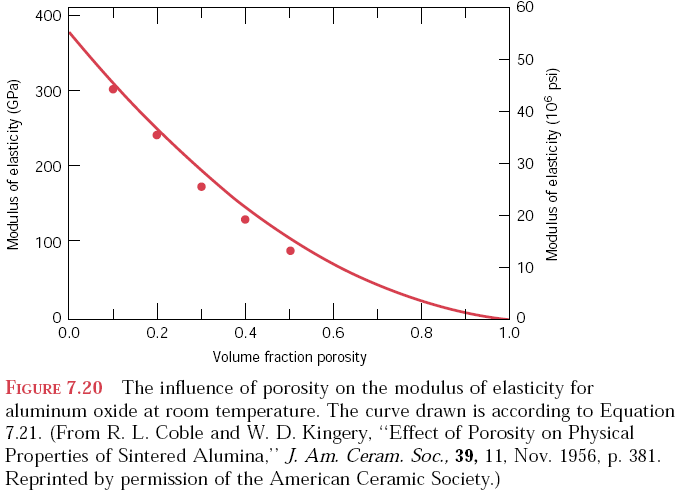 400
300
200
100
0
Modulus of elasticity (GPa)
60
50
40
30
20
10
0
Modulus of elasticity (10⁶ psi)
0.0 0.2 0.4 0.6 0.8 1.0
Volume fraction porosity
FIGURE 7.20 The influence of porosity on the modulus of elasticity for
aluminum oxide at room temperature. The curve drawn is according to Equation
7.21. (From R. L. Coble and W. D. Kingery, “Effect of Porosity on Physical
Properties of Sintered Alumina,” J. Am. Ceram. Soc., 39, 11, Nov. 1956, p. 381.
Reprinted by permission of the American Ceramic Society.)